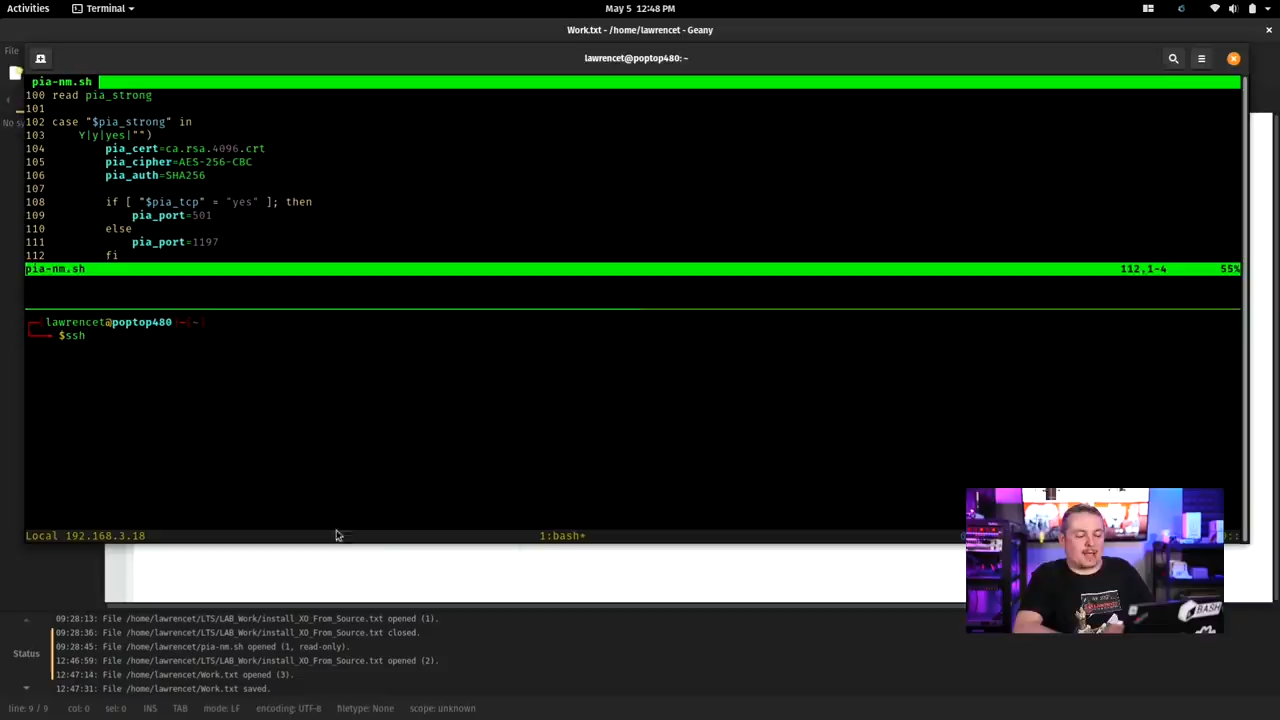 Activities
Terminal
May 5 12:48 PM
Work.txt - /home/lawrencet - Geany
File
lawrencet@poptop480: ~
pia-nm.sh
100 read pia_strong
101
102 case "$pia_strong" in
103     Y|y|yes|"")
104         pia_cert=ca.rsa.4096.crt
105         pia_cipher=AES-256-CBC
106         pia_auth=SHA256
107
108         if [ "$pia_tcp" = "yes" ]; then
109             pia_port=501
110         else
111             pia_port=1197
112         fi
pia-nm.sh 112,1-4 55%
lawrencet@poptop480 - ~
$ssh
Local 192.168.3.18 1:bash*
BASH
09:28:13: File /home/lawrencet/LTS/LAB_Work/install_XO_From_Source.txt opened (1).
09:28:36: File /home/lawrencet/LTS/LAB_Work/install_XO_From_Source.txt closed.
09:28:45: File /home/lawrencet/pia-nm.sh opened (1, read-only).
Status
12:46:59: File /home/lawrencet/LTS/LAB_Work/install_XO_From_Source.txt opened (2).
12:47:14: File /home/lawrencet/Work.txt opened (3).
12:47:31: File /home/lawrencet/Work.txt saved.
line: 9 / 9 col: 0 sel: 0 INS TAB mode: LF encoding: UTF-8 filetype: None scope: unknown